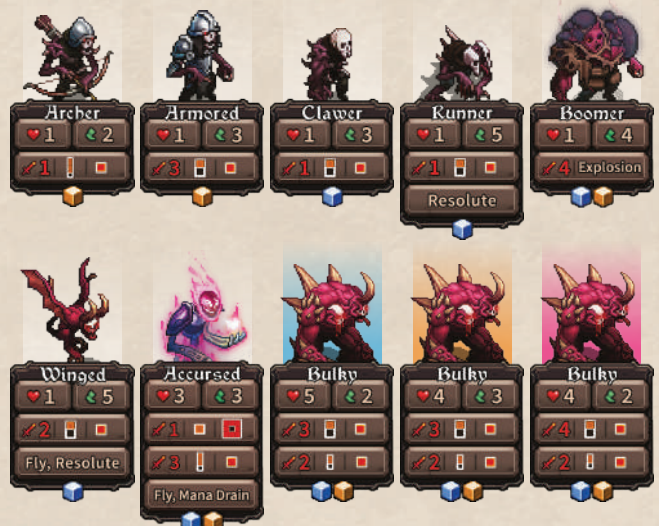 Archer
1 2
1
Armored
1 3
3
Clawer
1 3
1
Runner
1 5
1
Resolute
Boomer
1 4
4 Explosion
Winged
1 5
2
Fly, Resolute
Accursed
3 3
1
3
Fly, Mana Drain
Bulky
5 2
3
2
Bulky
4 3
3
2
Bulky
4 2
4
2